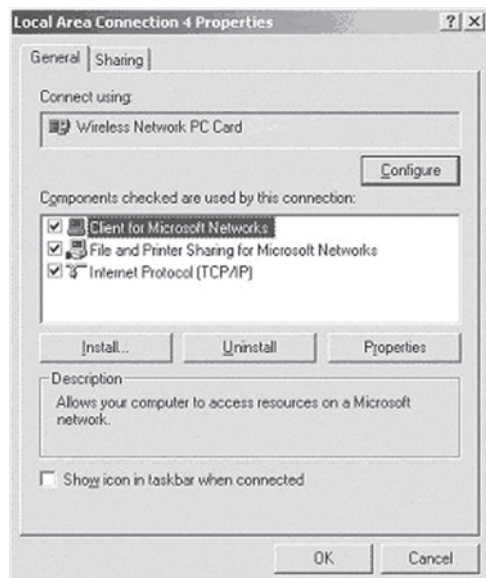 Local Area Connection 4 Properties
? X
General Sharing
Connect using:
Wireless Network PC Card
Configure
Components checked are used by this connection:
Client for Microsoft Networks
File and Printer Sharing for Microsoft Networks
Internet Protocol (TCP/IP)
Install... Uninstall Properties
Description
Allows your computer to access resources on a Microsoft
network.
Show icon in taskbar when connected
OK Cancel